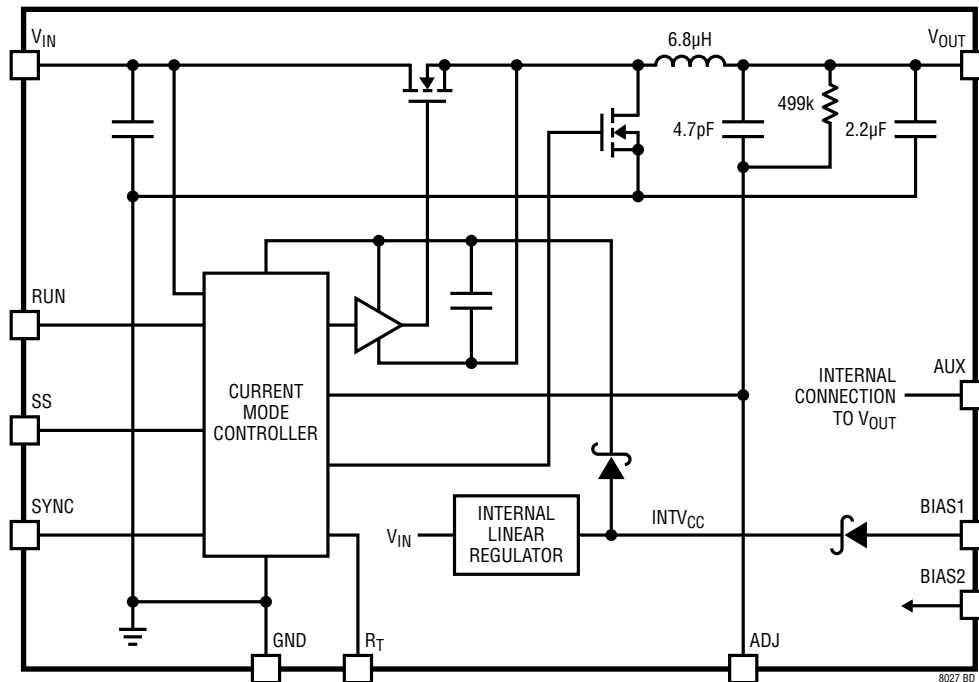 V_IN
6.8µH
V_OUT
499k
4.7pF
2.2µF
RUN
CURRENT
MODE
CONTROLLER
INTERNAL
CONNECTION
TO V_OUT
AUX
SS
SYNC
V_IN
INTERNAL
LINEAR
REGULATOR
INTV_CC
BIAS1
BIAS2
GND
R_T
ADJ
8027 BD